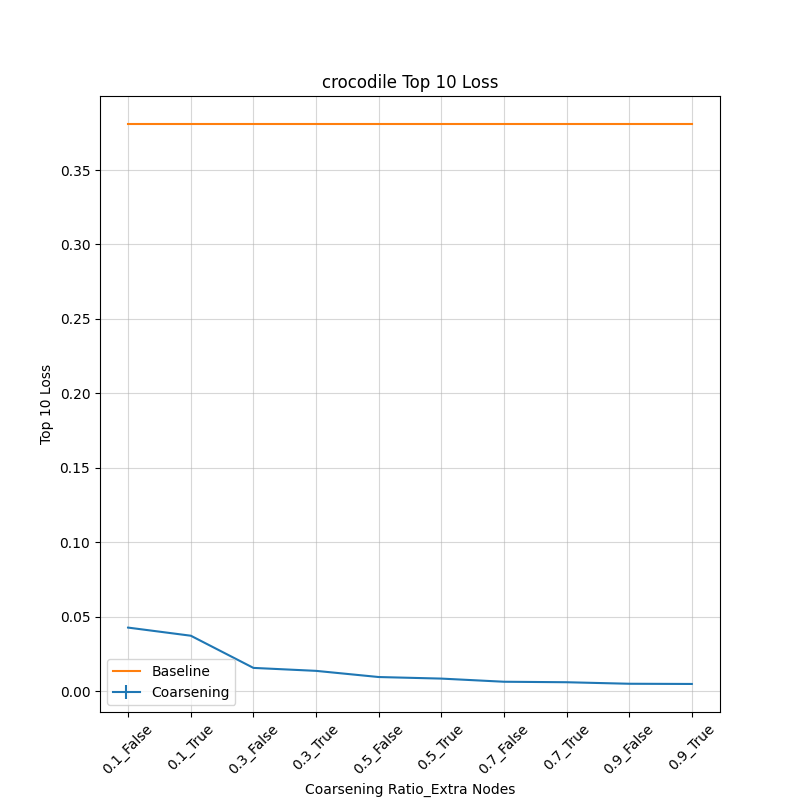 crocodile Top 10 Loss
Top 10 Loss
0.35
0.30
0.25
0.20
0.15
0.10
0.05
0.00
Baseline
Coarsening
0.1_False
0.1_True
0.3_False
0.3_True
0.5_False
0.5_True
0.7_False
0.7_True
0.9_False
0.9_True
Coarsening Ratio_Extra Nodes